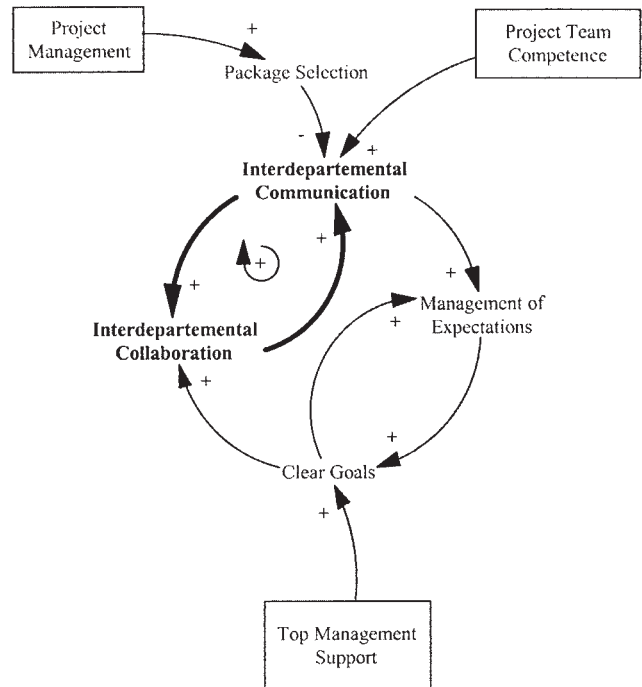 Project
Management
+
Project Team
Competence
Package Selection
-
+
Interdepartemental
Communication
+
+
+
+
Interdepartemental
Collaboration
Management of
Expectations
+
+
+
Clear Goals
+
Top Management
Support